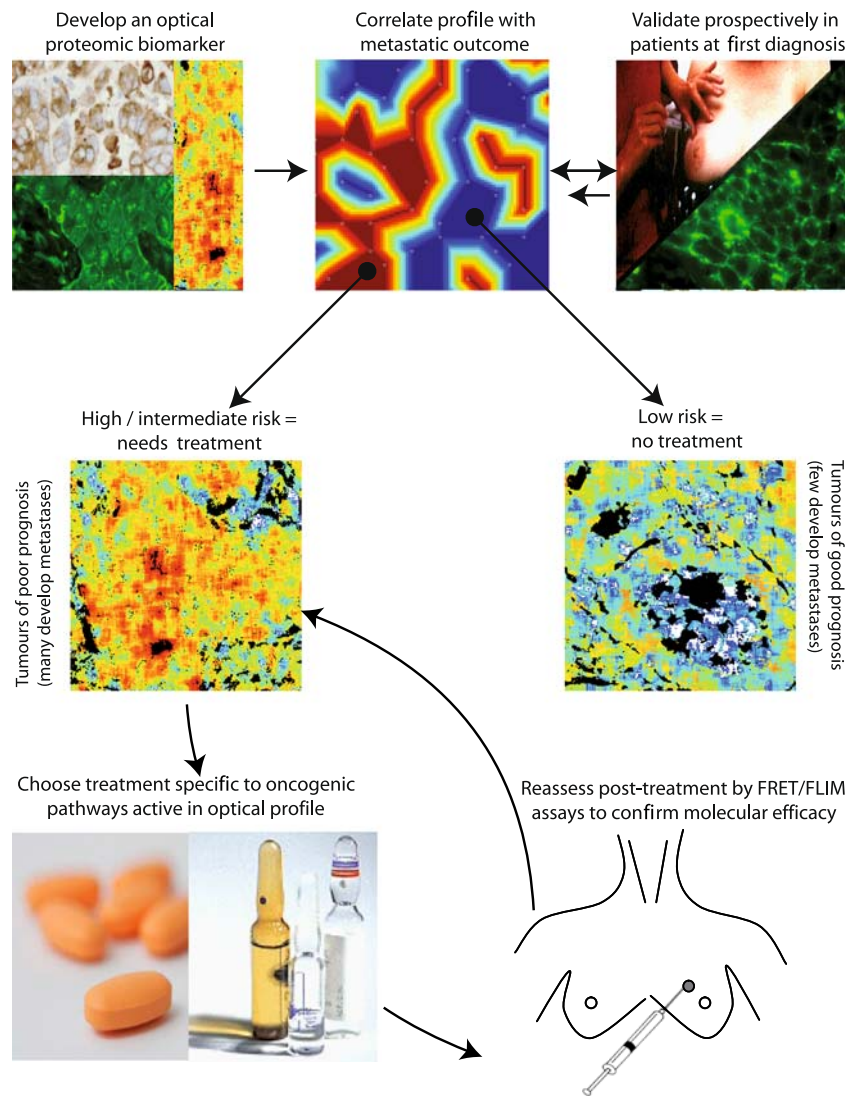 Develop an optical
proteomic biomarker
Correlate profile with
metastatic outcome
Validate prospectively in
patients at first diagnosis
High / intermediate risk =
needs treatment
Low risk =
no treatment
Tumours of poor prognosis
(many develop metastases)
Tumours of good prognosis
(few develop metastases)
Choose treatment specific to oncogenic
pathways active in optical profile
Reassess post-treatment by FRET/FLIM
assays to confirm molecular efficacy